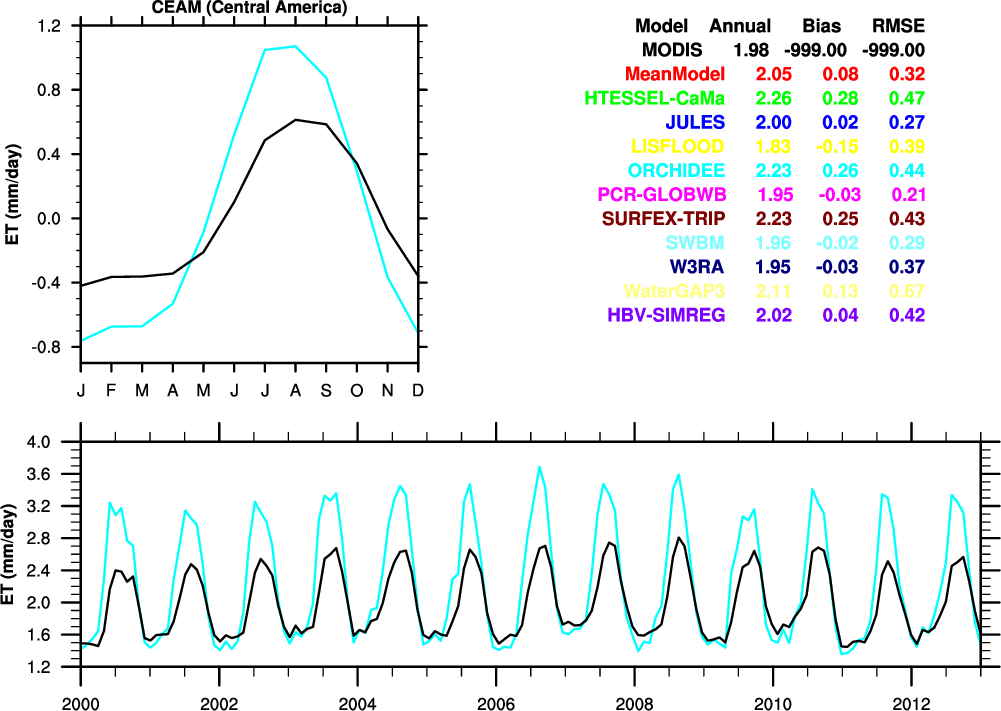 CEAM (Central America)
1.2
0.8
0.4
0.0
-0.4
-0.8
ET (mm/day)
J F M A M J J A S O N D
Model Annual Bias RMSE
MODIS 1.98 -999.00 -999.00
MeanModel 2.05 0.08 0.32
HTESSEL-CaMa 2.26 0.28 0.47
JULES 2.00 0.02 0.27
LISFLOOD 1.83 -0.15 0.39
ORCHIDEE 2.23 0.26 0.44
PCR-GLOBWB 1.95 -0.03 0.21
SURFEX-TRIP 2.23 0.25 0.43
SWBM 1.96 -0.02 0.29
W3RA 1.95 -0.03 0.37
WaterGAP3 2.11 0.13 0.67
HBV-SIMREG 2.02 0.04 0.42
4.0
3.6
3.2
2.8
2.4
2.0
1.6
1.2
ET (mm/day)
2000 2002 2004 2006 2008 2010 2012